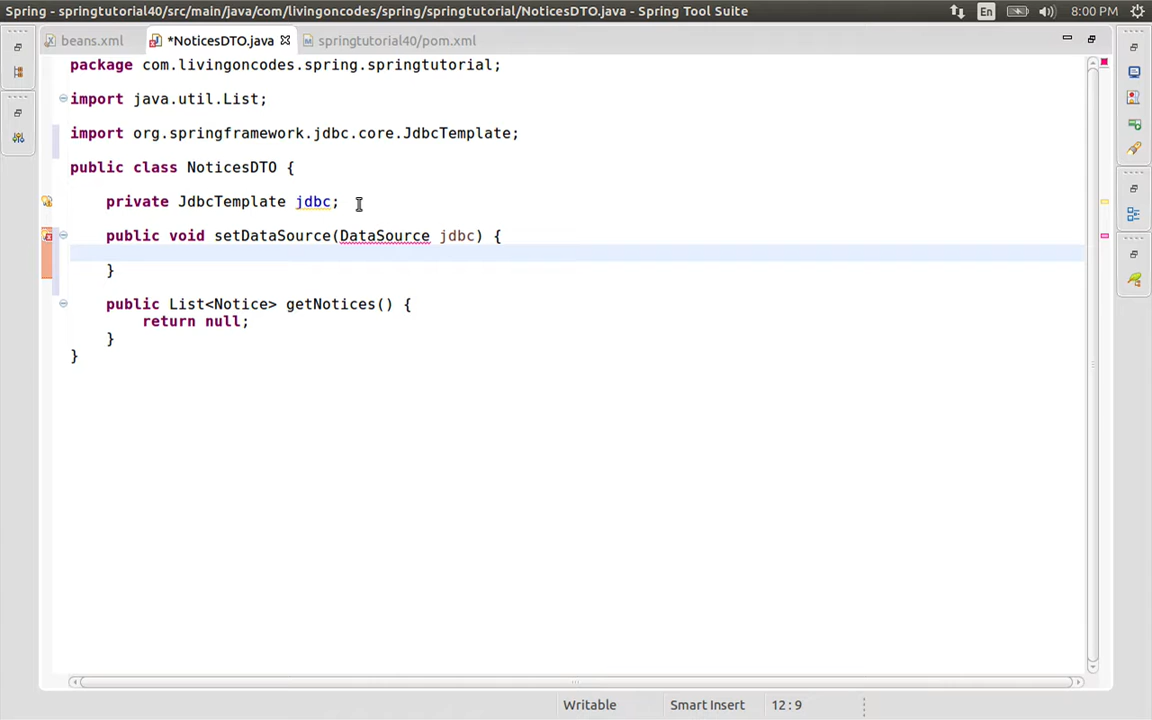 Spring - springtutorial40/src/main/java/com/livingoncodes/spring/springtutorial/NoticesDTO.java - Spring Tool Suite
En
8:00 PM
beans.xml
*NoticesDTO.java
springtutorial40/pom.xml
package com.livingoncodes.spring.springtutorial;
import java.util.List;
import org.springframework.jdbc.core.JdbcTemplate;
public class NoticesDTO {
private JdbcTemplate jdbc;
public void setDataSource(DataSource jdbc) {
}
public List<Notice> getNotices() {
return null;
}
}
Writable
Smart Insert
12 : 9